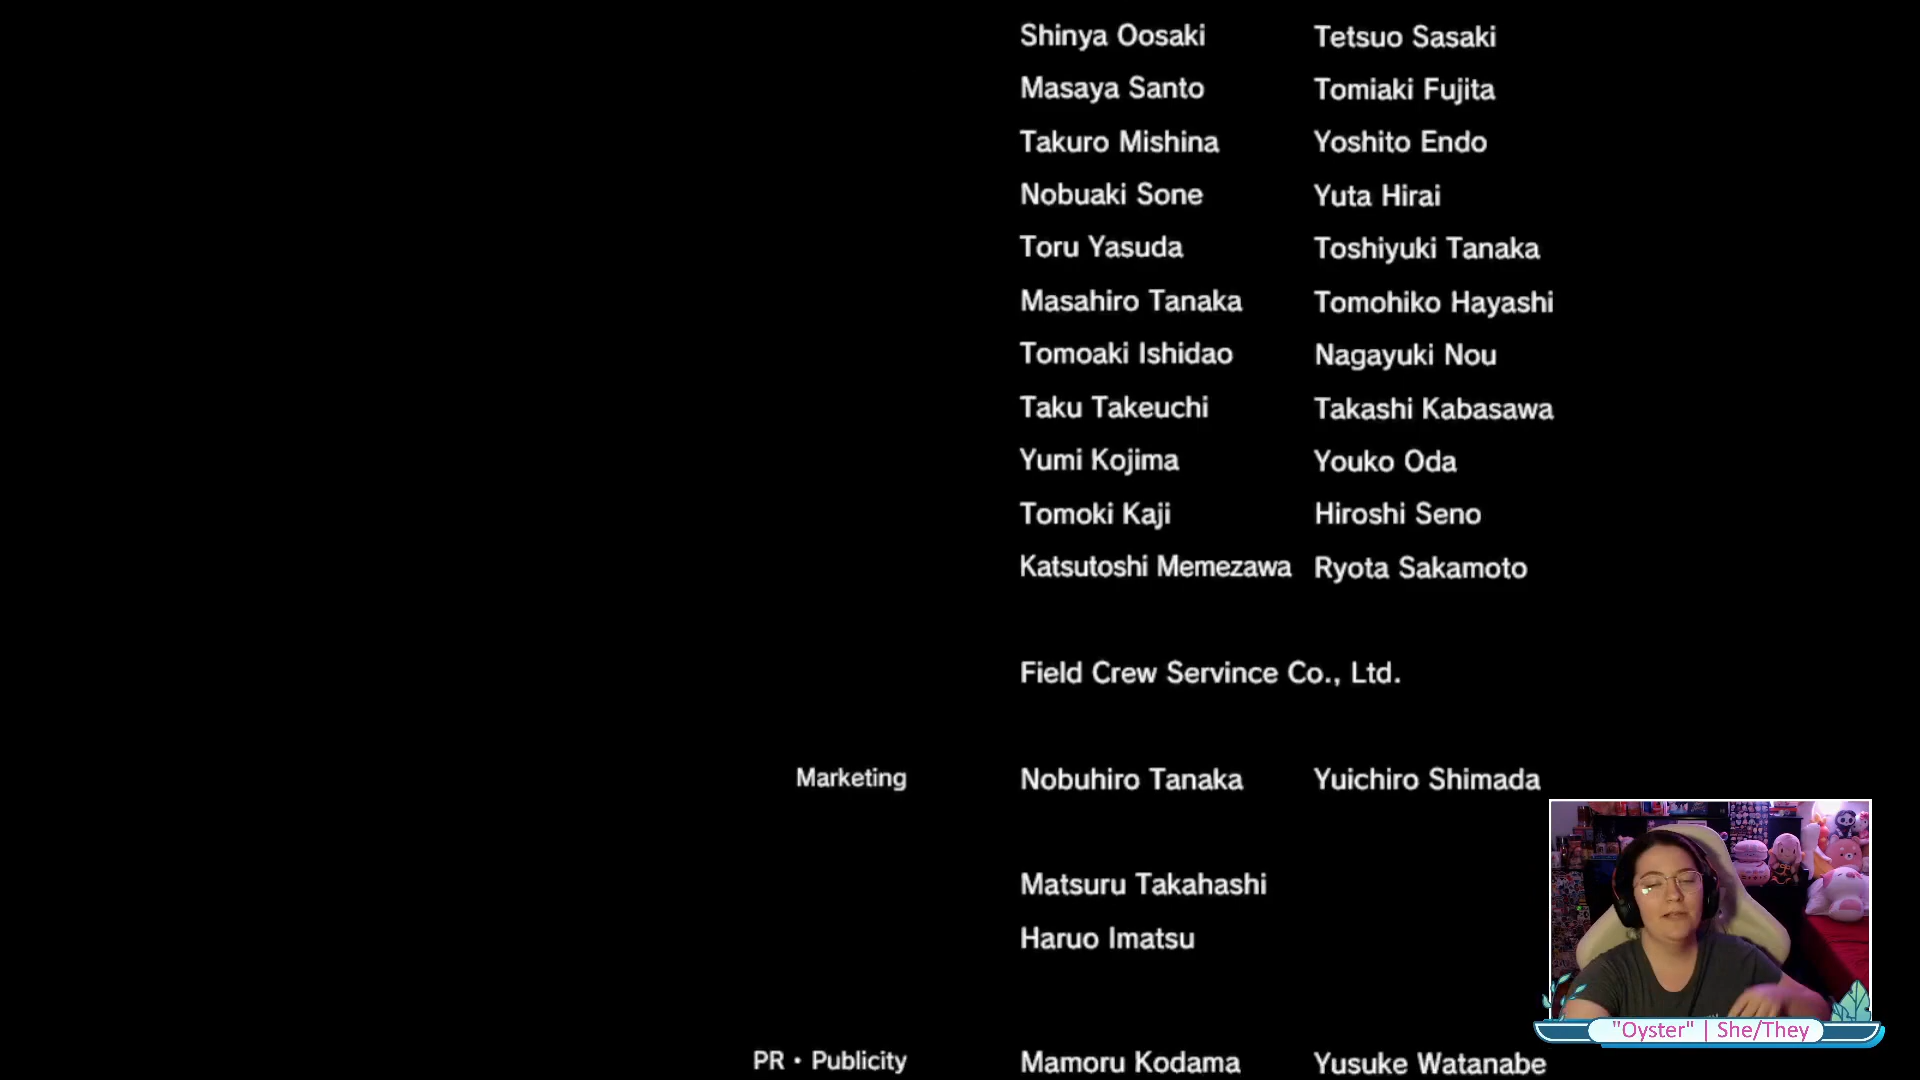 Shinya Oosaki Tetsuo Sasaki
Masaya Santo Tomiaki Fujita
Takuro Mishina Yoshito Endo
Nobuaki Sone Yuta Hirai
Toru Yasuda Toshiyuki Tanaka
Masahiro Tanaka Tomohiko Hayashi
Tomoaki Ishidao Nagayuki Nou
Taku Takeuchi Takashi Kabasawa
Yumi Kojima Youko Oda
Tomoki Kaji Hiroshi Seno
Katsutoshi Memezawa Ryota Sakamoto
Field Crew Servince Co., Ltd.
Marketing Nobuhiro Tanaka Yuichiro Shimada
Matsuru Takahashi
Haruo Imatsu
PR・Publicity Mamoru Kodama Yusuke Watanabe
"Oyster" | She/They